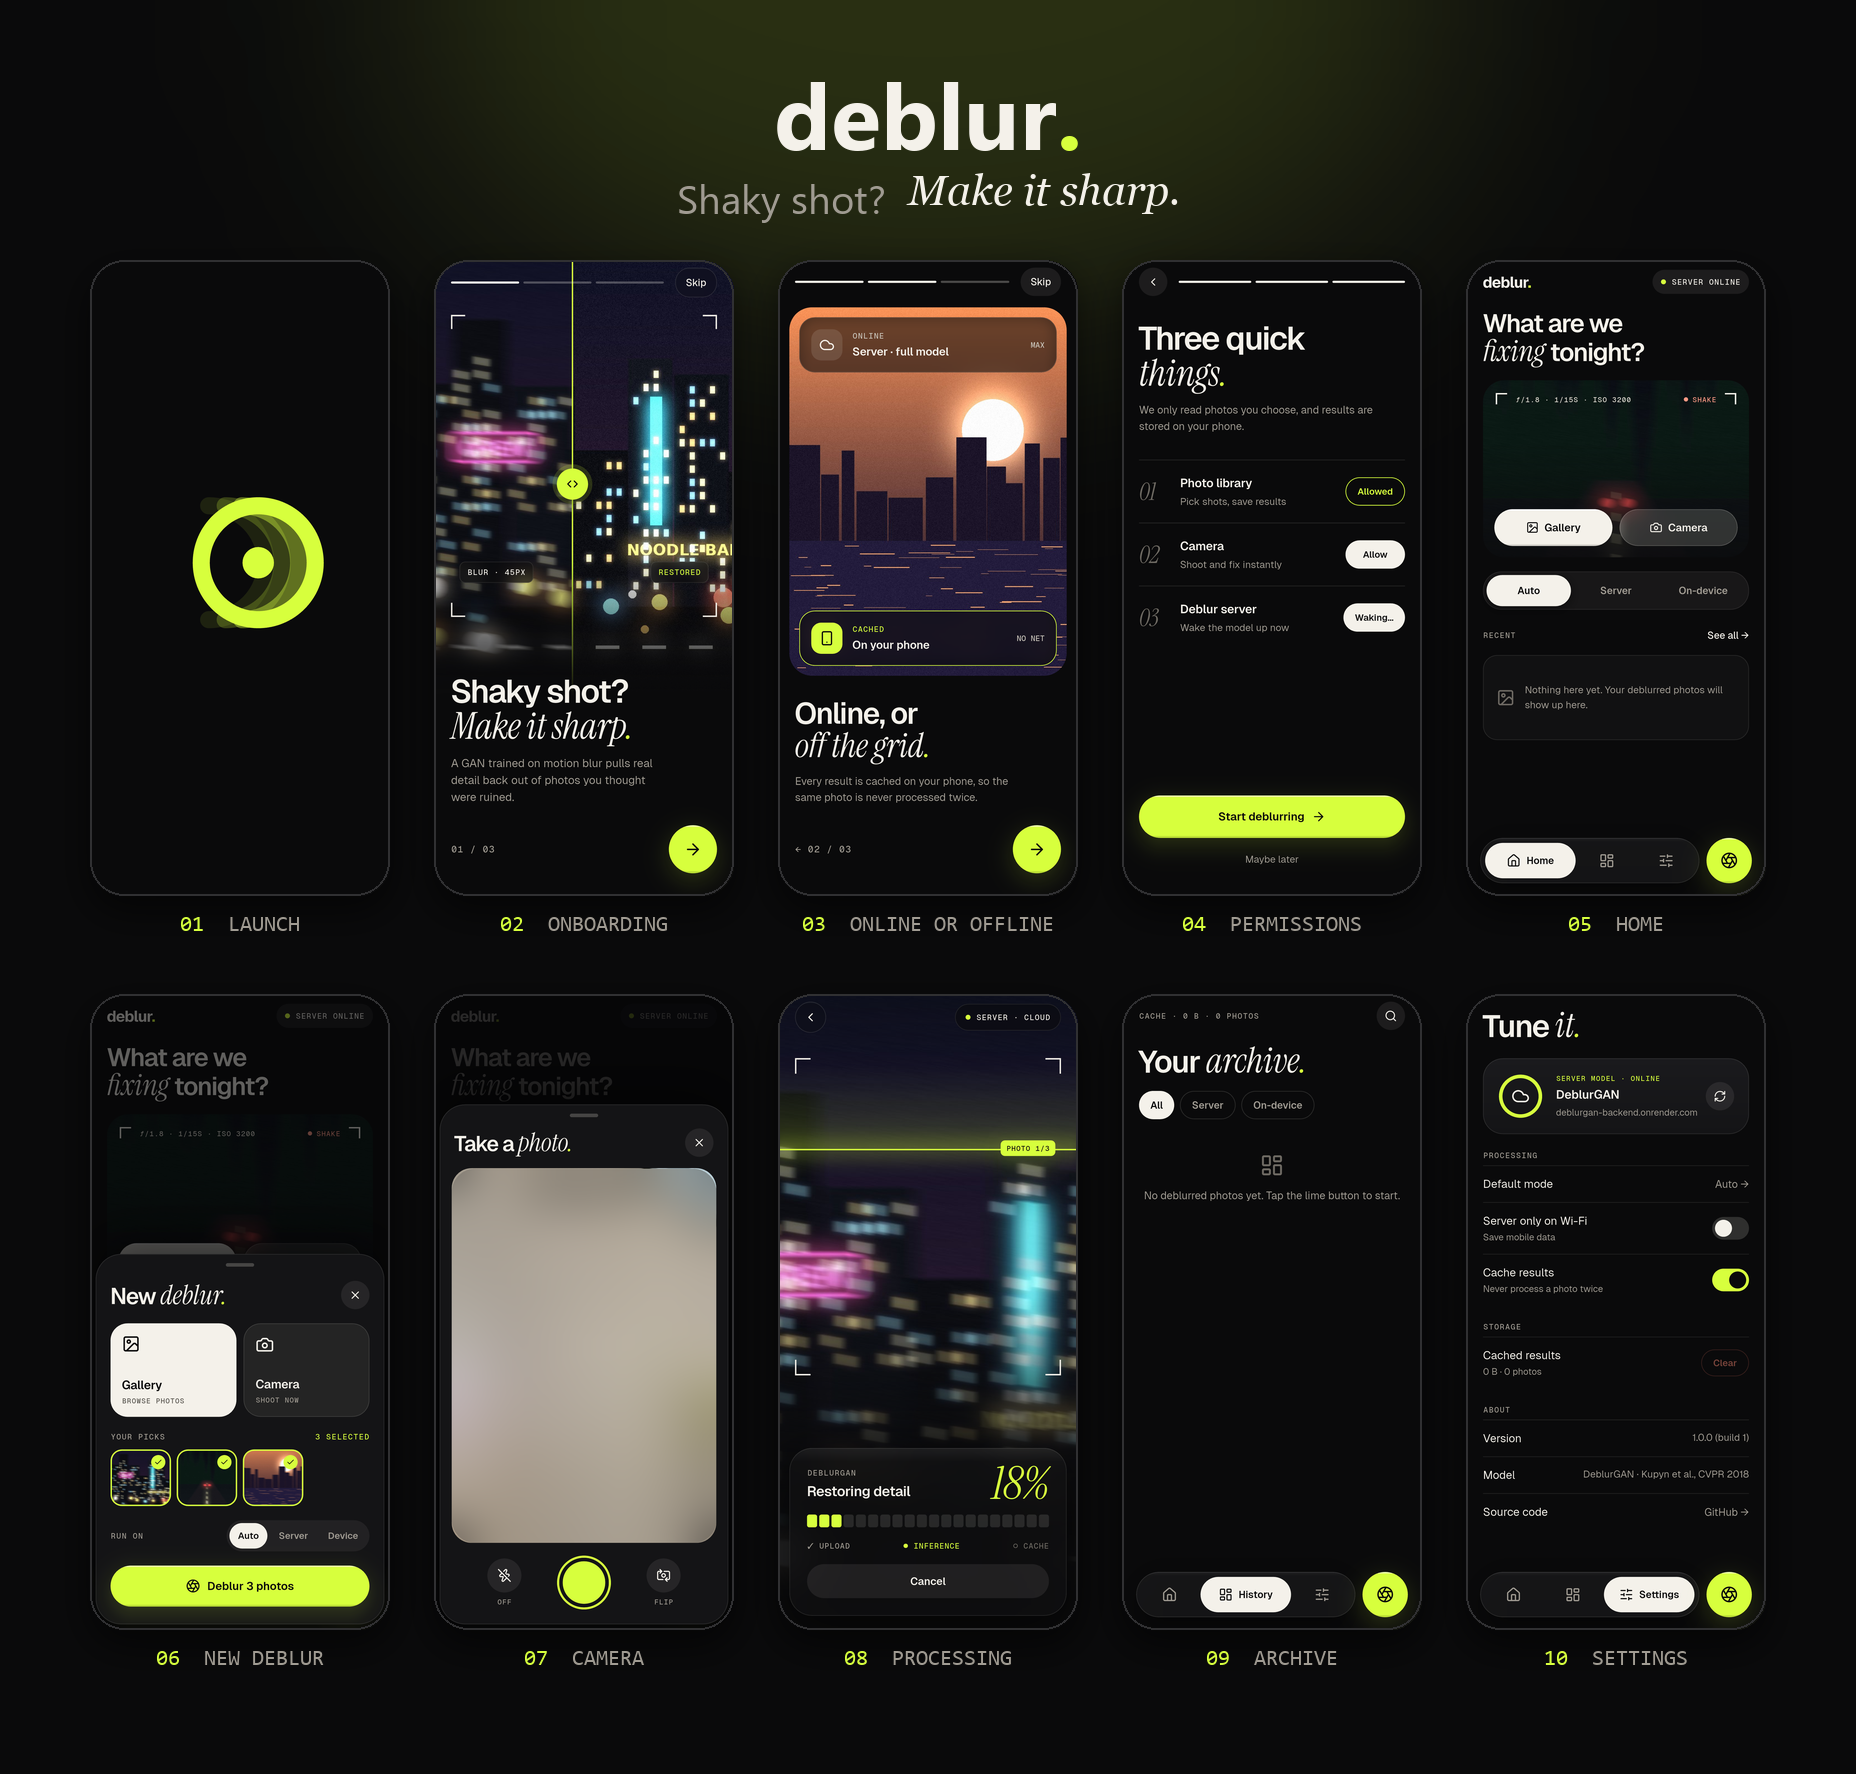 deblur.
Shaky shot? Make it sharp.
Skip
NOODLE BAR
BLUR · 45PX
RESTORED
Shaky shot?
Make it sharp.
A GAN trained on motion blur pulls real
detail back out of photos you thought
were ruined.
01 / 03
Skip
ONLINE
Server · full model
MAX
CACHED
On your phone
NO NET
Online, or
off the grid.
Every result is cached on your phone, so the
same photo is never processed twice.
← 02 / 03
Three quick
things.
We only read photos you choose, and results are
stored on your phone.
01
Photo library
Pick shots, save results
Allowed
02
Camera
Shoot and fix instantly
Allow
03
Deblur server
Wake the model up now
Waking...
Start deblurring →
Maybe later
deblur.
SERVER ONLINE
What are we
fixing tonight?
ƒ/1.8 · 1/15S · ISO 3200
SHAKE
Gallery
Camera
Auto
Server
On-device
RECENT
See all →
Nothing here yet. Your deblurred photos will
show up here.
Home
01 LAUNCH
02 ONBOARDING
03 ONLINE OR OFFLINE
04 PERMISSIONS
05 HOME
deblur.
SERVER ONLINE
What are we
fixing tonight?
ƒ/1.8 · 1/15S · ISO 3200
SHAKE
New deblur.
Gallery
BROWSE PHOTOS
Camera
SHOOT NOW
YOUR PICKS
3 SELECTED
RUN ON
Auto
Server
Device
Deblur 3 photos
deblur.
SERVER ONLINE
What are we
fixing tonight?
Take a photo.
OFF
FLIP
SERVER · CLOUD
PHOTO 1/3
DEBLURGAN
Restoring detail
18%
✓ UPLOAD
INFERENCE
CACHE
Cancel
CACHE · 0 B · 0 PHOTOS
Your archive.
All
Server
On-device
No deblurred photos yet. Tap the lime button to start.
History
Tune it.
SERVER MODEL · ONLINE
DeblurGAN
deblurgan-backend.onrender.com
PROCESSING
Default mode
Auto →
Server only on Wi-Fi
Save mobile data
Cache results
Never process a photo twice
STORAGE
Cached results
0 B · 0 photos
Clear
ABOUT
Version
1.0.0 (build 1)
Model
DeblurGAN · Kupyn et al., CVPR 2018
Source code
GitHub →
Settings
06 NEW DEBLUR
07 CAMERA
08 PROCESSING
09 ARCHIVE
10 SETTINGS